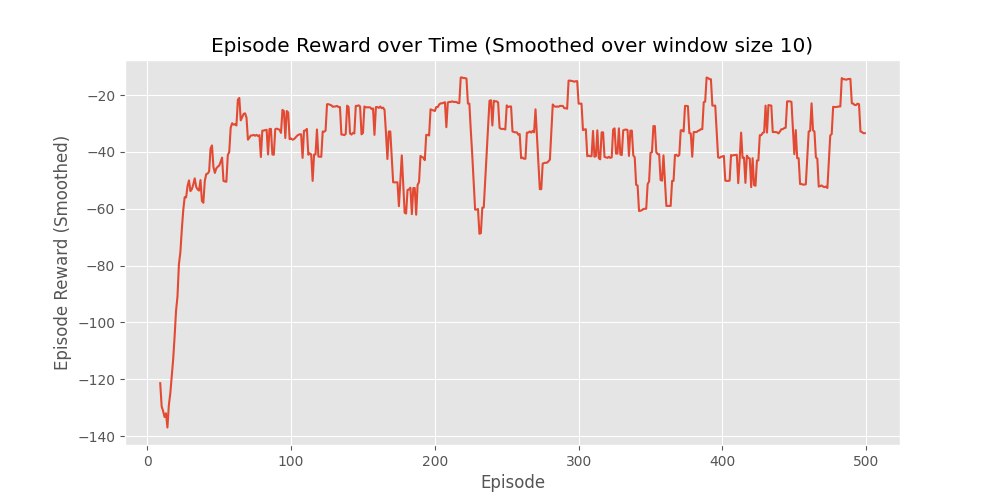 Episode Reward over Time (Smoothed over window size 10)
Episode Reward (Smoothed)
−20
−40
−60
−80
−100
−120
−140
0 100 200 300 400 500
Episode